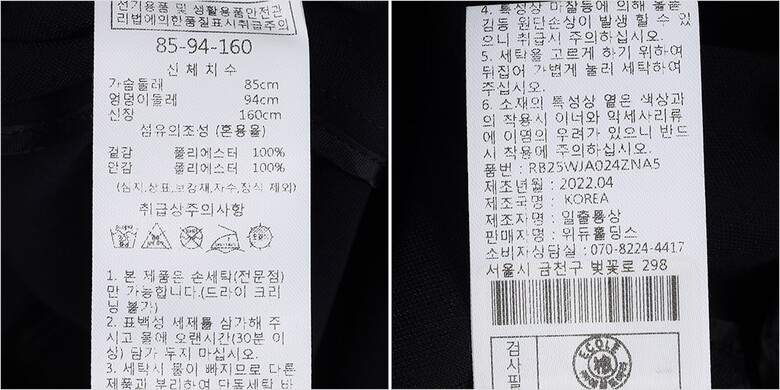 전기용품 및 생활용품안전관
리법에의한품질표시취급주의
85-94-160
신체치수
가슴둘레 85cm
엉덩이둘레 94cm
신장 160cm
섬유의조성 (혼용율)
겉감 폴리에스터 100%
안감 폴리에스터 100%
(심지,상표,보강재,자수,장식 제외)
취급상주의사항
1. 본 제품은 손세탁(전문점)
만 가능합니다.(드라이 크리
닝 불가)
2. 표백성 세제를 삼가해 주
시고 물에 오랜시간(30분 이
상) 담가 두지 마십시오.
3. 세탁시 물이 빠지므로 다른
제품과 분리하여 단독세탁 바
4. 특성상 마찰등에 의해 올뜯
김등 원단손상이 발생 할 수 있
으니 취급시 주의하십시오.
5. 세탁을 고르게 하기 위하여
뒤집어 가볍게 눌러 세탁하여
주십시오.
6. 소재의 특성상 옅은 색상과
의 착용시 이너와 악세사리류
에 이염의 우려가 있으니 반드
시 착용에 주의하십시오.
품번 : RB25WJA024ZNA5
제조년월 : 2022.04
제조국명 : KOREA
제조자명 : 일출통상
판매자명 : 위듀홀딩스
소비자상담실 : 070-8224-4417
서울시 금천구 벚꽃로 298
검
사
필
ECOLE